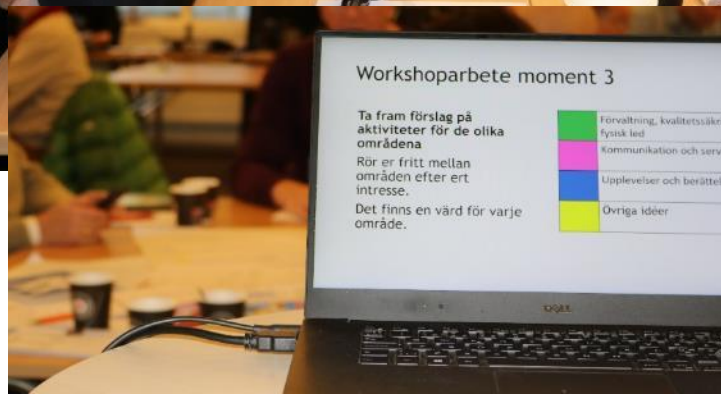 Workshoparbete moment 3
Ta fram förslag på
aktiviteter för de olika
områdena
Rör er fritt mellan
områden efter ert
intresse.
Det finns en värd för varje
område.
Förvaltning,
fysisk led
Kommunikation och
Upplevelser och
Övriga idéer
DELL